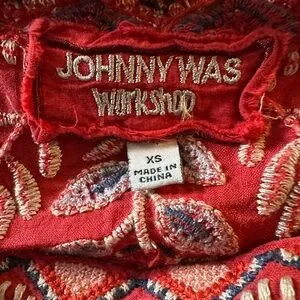 JOHNNY WAS
WORKSHOP
XS
MADE IN
CHINA